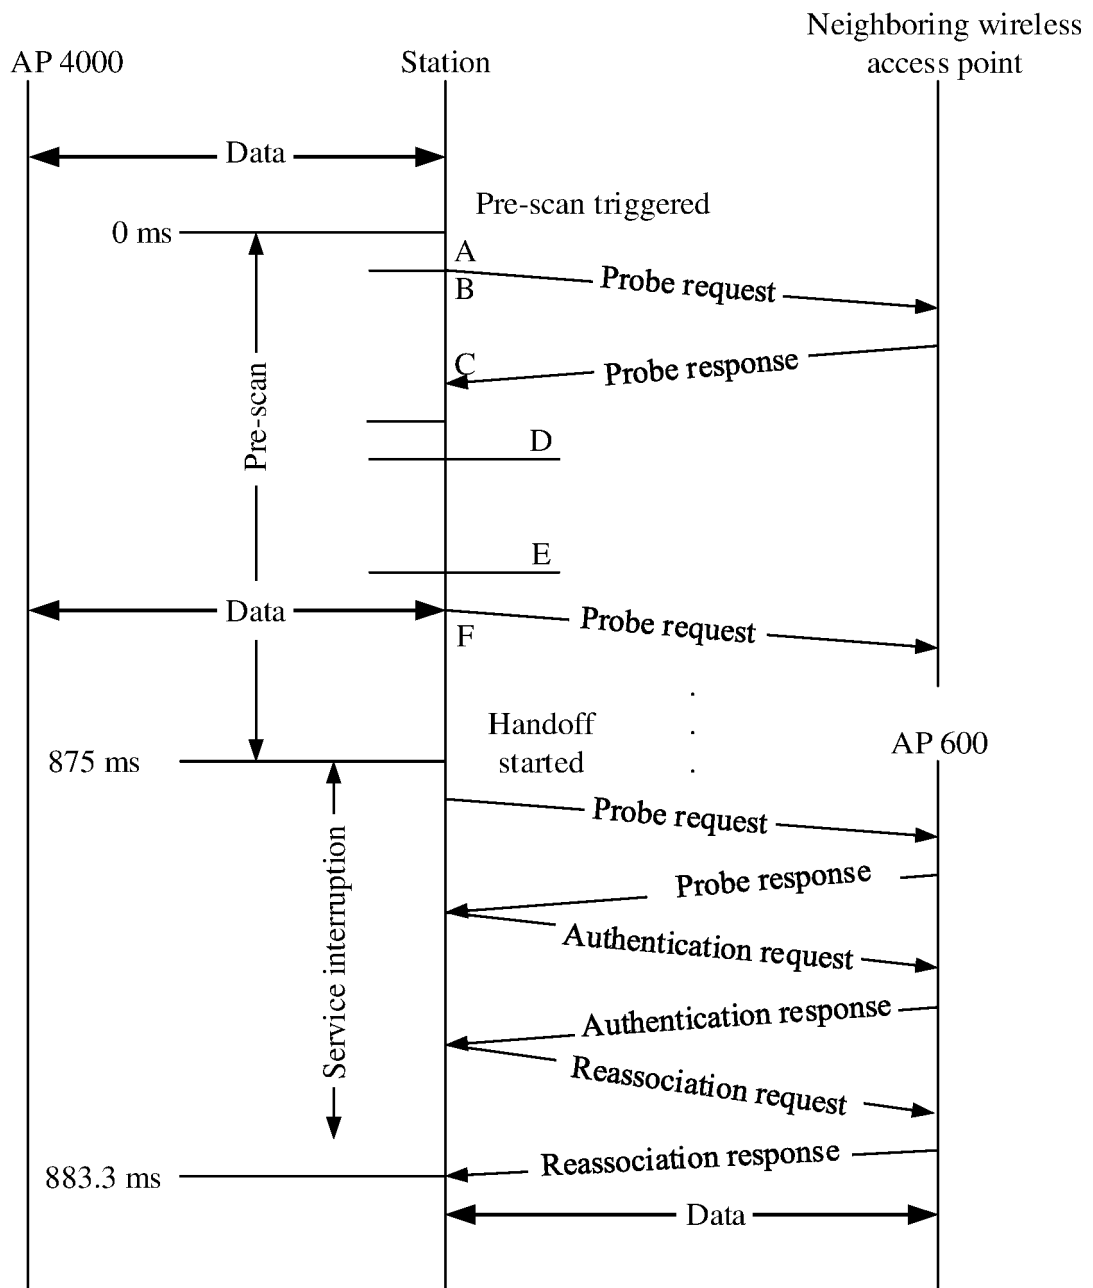 Neighboring wireless
access point
AP 4000
Station
Data
Pre-scan triggered
0 ms
A
B
Probe request
C
Probe response
Pre-scan
D
E
Data
Probe request
F
Handoff
started
AP 600
875 ms
Probe request
Probe response
Authentication request
Service interruption
Authentication response
Reassociation request
Reassociation response
883.3 ms
Data